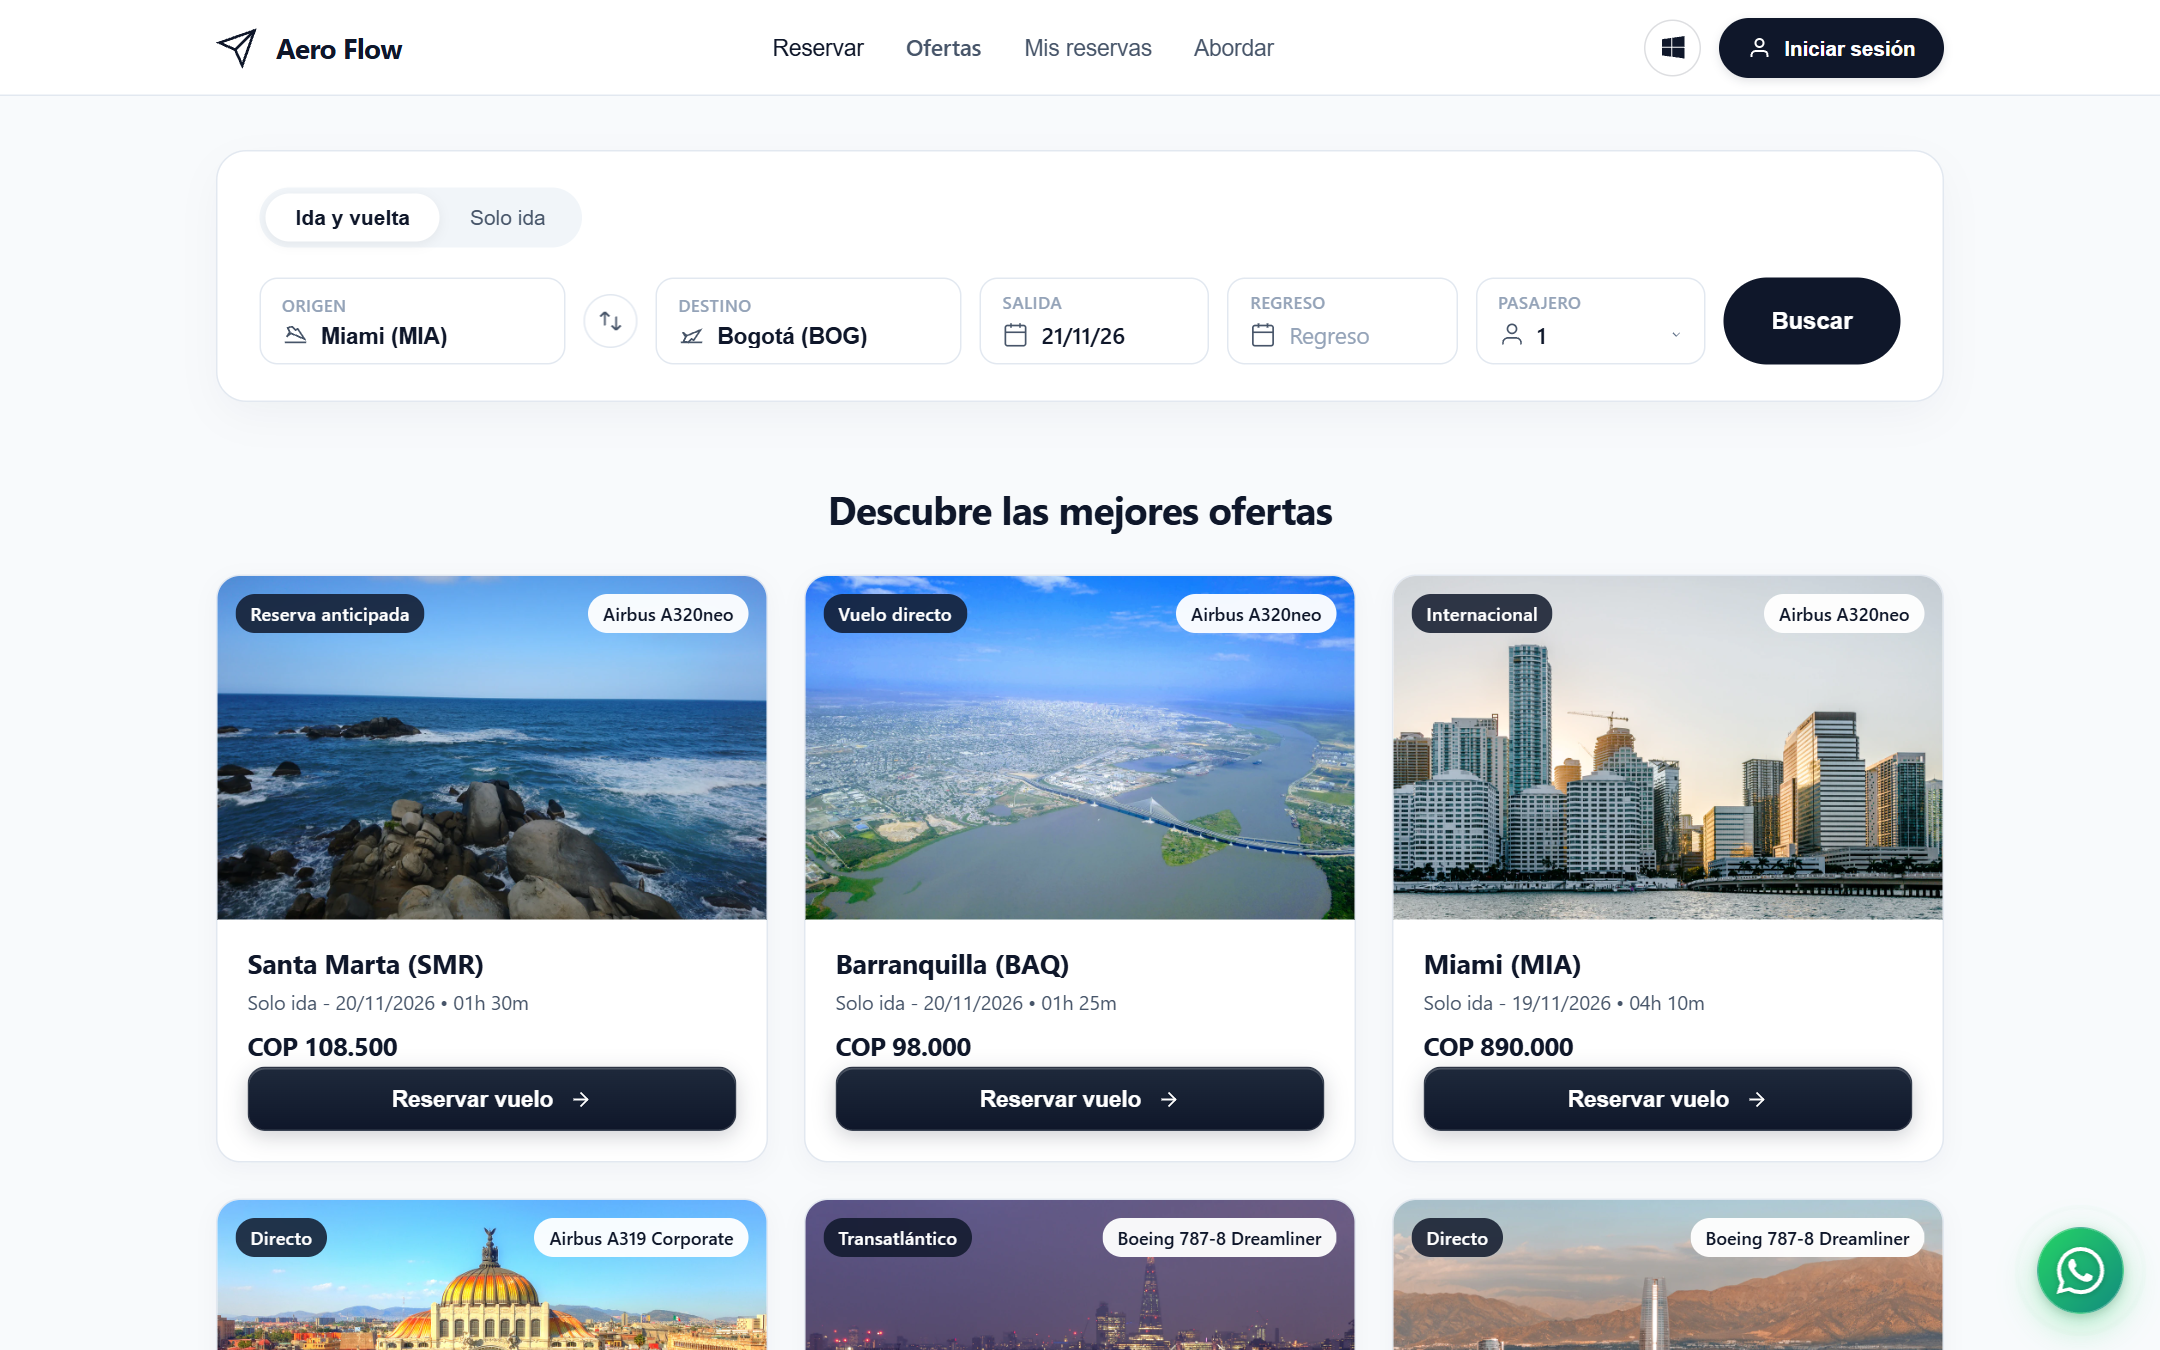 Aero Flow
Reservar
Ofertas
Mis reservas
Abordar
Iniciar sesión
Ida y vuelta
Solo ida
ORIGEN
Miami (MIA)
DESTINO
Bogotá (BOG)
SALIDA
21/11/26
REGRESO
Regreso
PASAJERO
1
Buscar
Descubre las mejores ofertas
Reserva anticipada
Airbus A320neo
Santa Marta (SMR)
Solo ida - 20/11/2026 • 01h 30m
COP 108.500
Reservar vuelo →
Vuelo directo
Airbus A320neo
Barranquilla (BAQ)
Solo ida - 20/11/2026 • 01h 25m
COP 98.000
Reservar vuelo →
Internacional
Airbus A320neo
Miami (MIA)
Solo ida - 19/11/2026 • 04h 10m
COP 890.000
Reservar vuelo →
Directo
Airbus A319 Corporate
Transatlántico
Boeing 787-8 Dreamliner
Directo
Boeing 787-8 Dreamliner